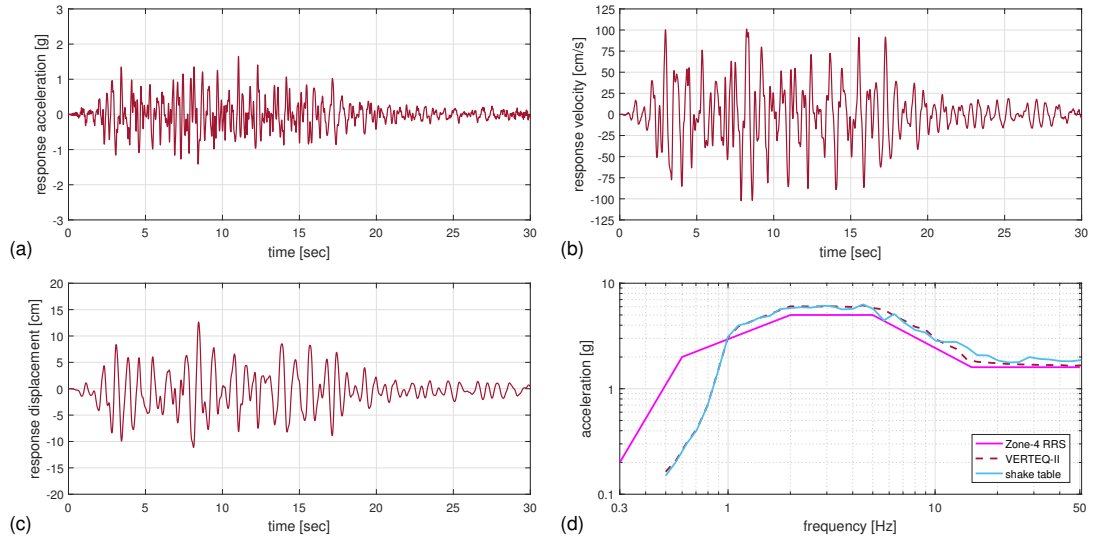 3
2
1
0
-1
-2
-3
response acceleration [g]
0 5 10 15 20 25 30
time [sec]
(a)
125
100
75
50
25
0
-25
-50
-75
-100
-125
response velocity [cm/s]
0 5 10 15 20 25 30
time [sec]
(b)
20
15
10
5
0
-5
-10
-15
-20
response displacement [cm]
0 5 10 15 20 25 30
time [sec]
(c)
10
1
0.1
acceleration [g]
Zone-4 RRS
VERTEQ-II
shake table
0.3 1 10 50
frequency [Hz]
(d)